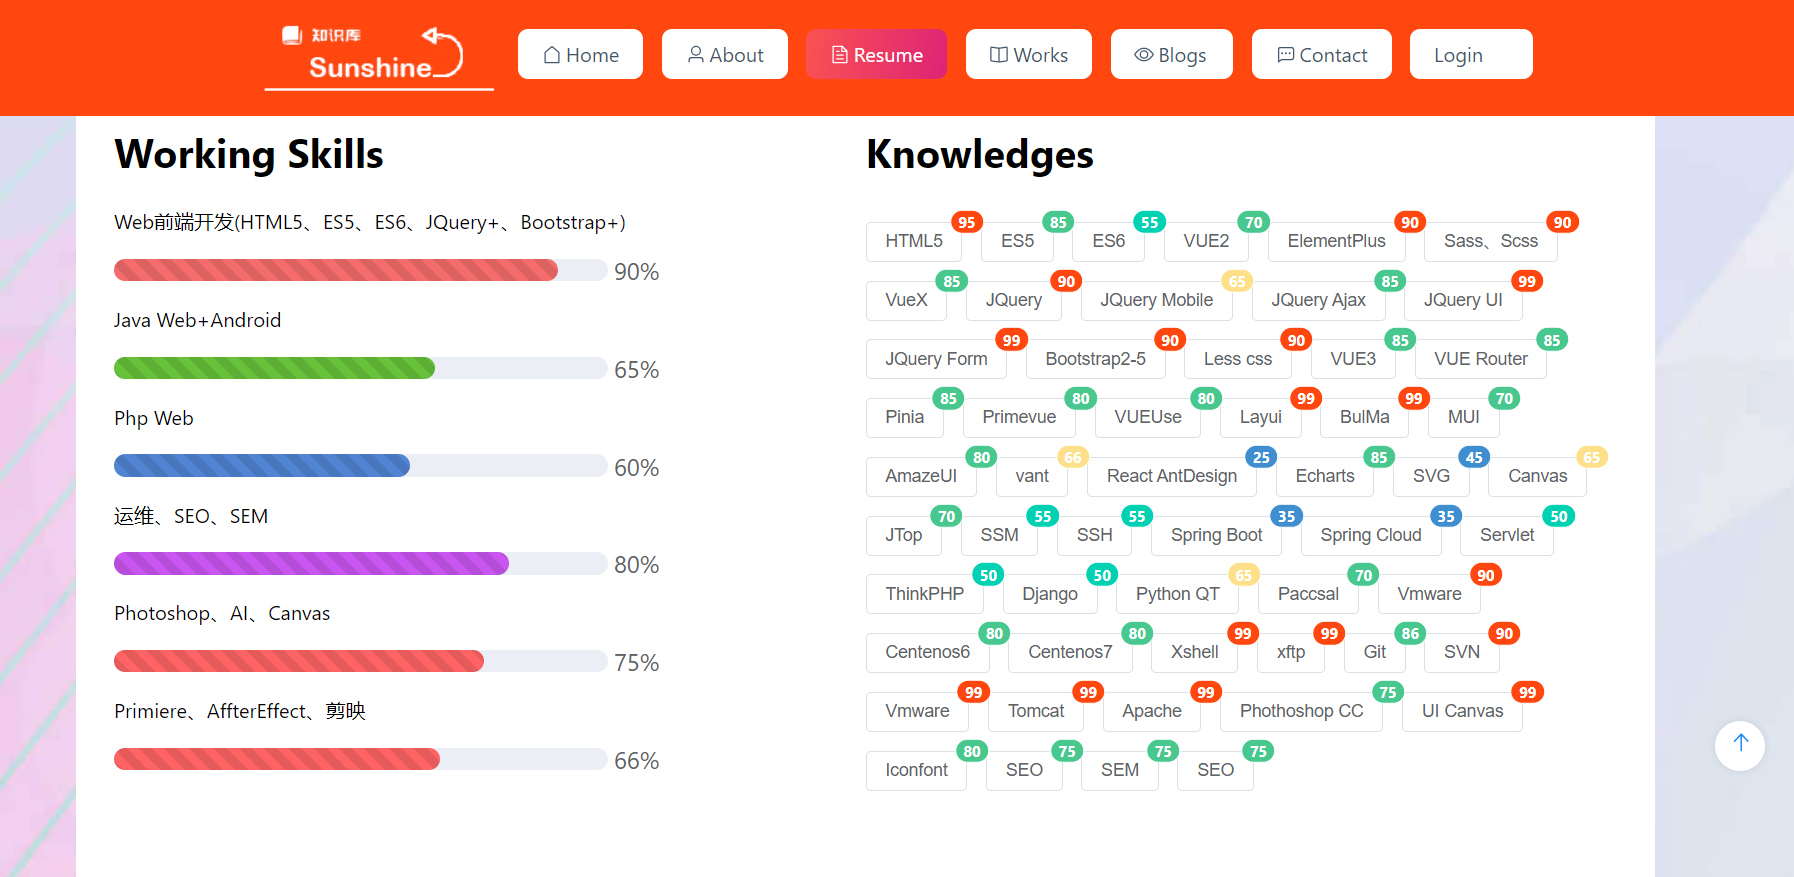 知识库
Sunshine
Home
About
Resume
Works
Blogs
Contact
Login
Working Skills
Web前端开发(HTML5、ES5、ES6、JQuery+、Bootstrap+)
90%
Java Web+Android
65%
Php Web
60%
运维、SEO、SEM
80%
Photoshop、AI、Canvas
75%
Primiere、AffterEffect、剪映
66%
Knowledges
HTML5 95 ES5 85 ES6 55 VUE2 70 ElementPlus 90 Sass、Scss 90
VueX 85 JQuery 90 JQuery Mobile 65 JQuery Ajax 85 JQuery UI 99
JQuery Form 99 Bootstrap2-5 90 Less css 90 VUE3 85 VUE Router 85
Pinia 85 Primevue 80 VUEUse 80 Layui 99 BulMa 99 MUI 70
AmazeUI 80 vant 66 React AntDesign 25 Echarts 85 SVG 45 Canvas 65
JTop 70 SSM 55 SSH 55 Spring Boot 35 Spring Cloud 35 Servlet 50
ThinkPHP 50 Django 50 Python QT 65 Paccsal 70 Vmware 90
Centenos6 80 Centenos7 80 Xshell 99 xftp 99 Git 86 SVN 90
Vmware 99 Tomcat 99 Apache 99 Phothoshop CC 75 UI Canvas 99
Iconfont 80 SEO 75 SEM 75 SEO 75